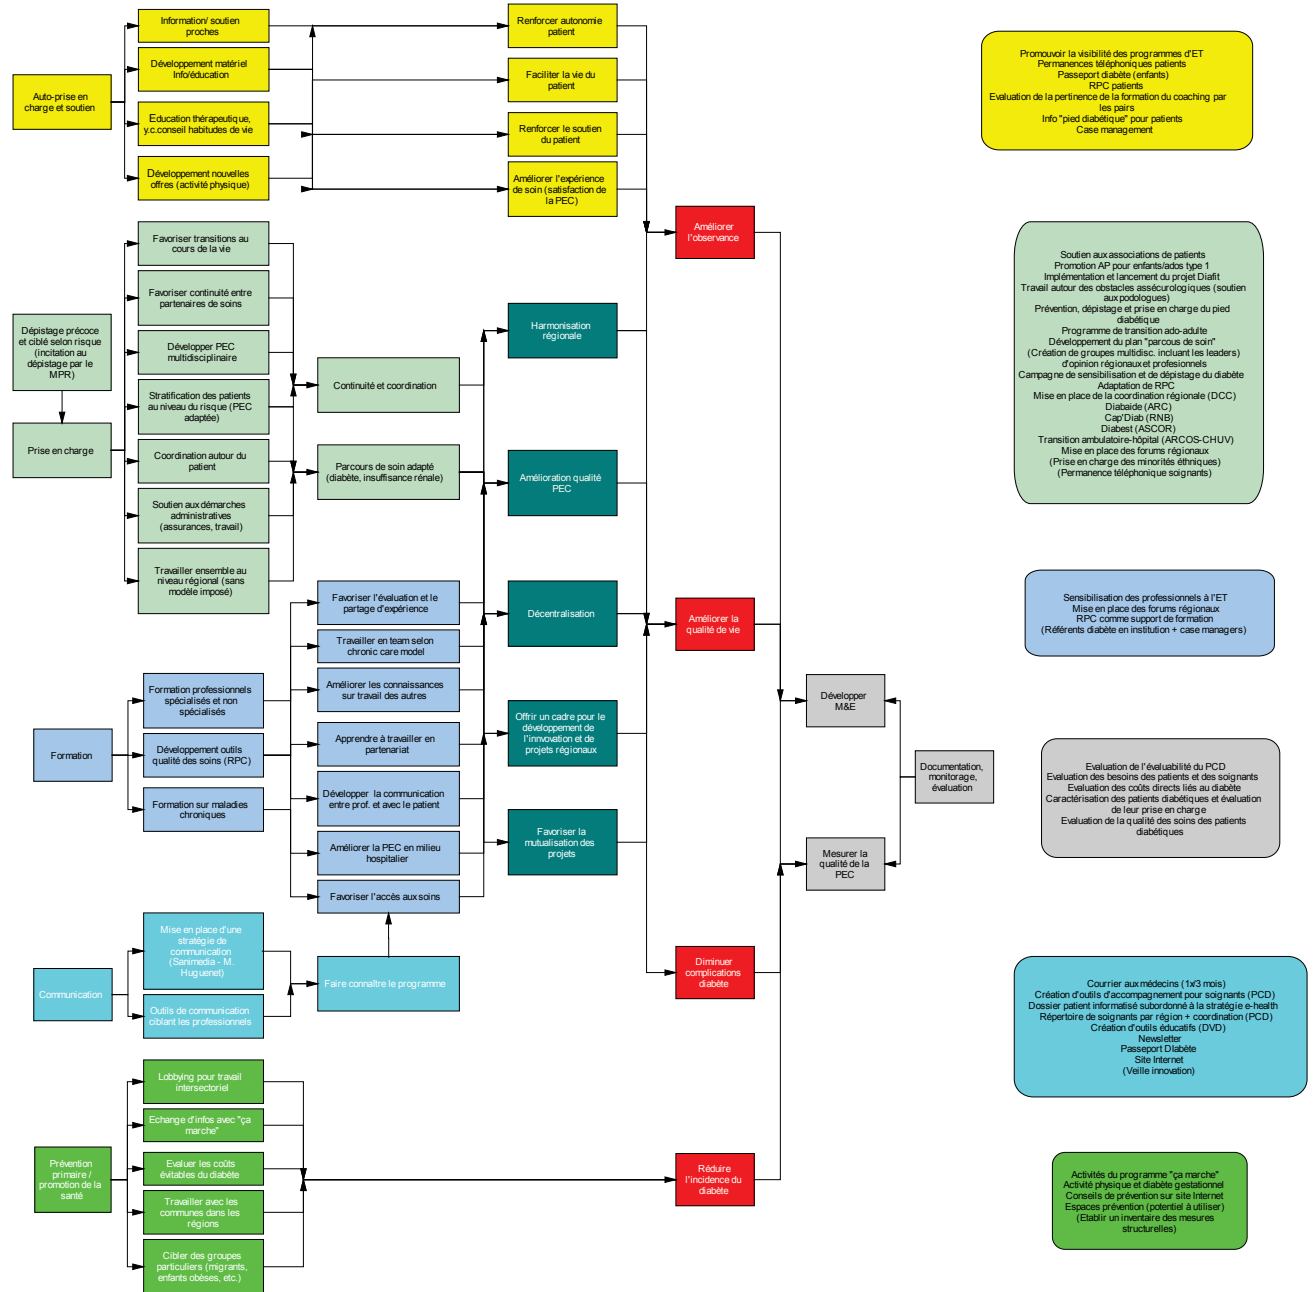 Information/ soutien
proches
Développement matériel
Info/éducation
Auto-prise en
charge et soutien
Education thérapeutique,
y.c.conseil habitudes de vie
Développement nouvelles
offres (activité physique)
Renforcer autonomie
patient
Faciliter la vie du
patient
Renforcer le soutien
du patient
Améliorer l'expérience
de soin (satisfaction de
la PEC)
Promouvoir la visibilité des programmes d'ET
Permanences téléphoniques patients
Passeport diabète (enfants)
RPC patients
Evaluation de la pertinence de la formation du coaching par
les pairs
Info "pied diabétique" pour patients
Case management
Améliorer
l'observance
Favoriser transitions au
cours de la vie
Favoriser continuité entre
partenaires de soins
Dépistage précoce
et ciblé selon risque
(incitation au
dépistage par le
MPR)
Développer PEC
multidisciplinaire
Stratification des patients
au niveau du risque (PEC
adaptée)
Prise en charge
Coordination autour du
patient
Soutien aux démarches
administratives
(assurances, travail)
Travailler ensemble au
niveau régional (sans
modèle imposé)
Continuité et coordination
Parcours de soin adapté
(diabète, insuffisance rénale)
Harmonisation
régionale
Amélioration qualité
PEC
Décentralisation
Offrir un cadre pour le
développement de
l'innovation et de
projets régionaux
Favoriser la
mutualisation des
projets
Soutien aux associations de patients
Promotion AP pour enfants/ados type 1
Implémentation et lancement du projet Diafit
Travail autour des obstacles assécurologiques (soutien
aux podologues)
Prévention, dépistage et prise en charge du pied
diabétique
Programme de transition ado-adulte
Développement du plan "parcous de soin"
(Création de groupes multidisc. incluant les leaders)
d'opinion régionaux et profesionnels
Campagne de sensibilisation et de dépistage du diabète
Adaptation de RPC
Mise en place de la coordination régionale (DCC)
Diabaide (ARC)
Cap'Diab (RNB)
Diabest (ASCOR)
Transition ambulatoire-hôpital (ARCOS-CHUV)
Mise en place des forums régionaux
(Prise en charge des minorités éthniques)
(Permanence téléphonique soignants)
Favoriser l'évaluation et le
partage d'expérience
Travailler en team selon
chronic care model
Améliorer les connaissances
sur travail des autres
Apprendre à travailler en
partenariat
Développer  la communication
entre prof. et avec le patient
Améliorer la PEC en milieu
hospitalier
Favoriser l'accès aux soins
Formation professionnels
spécialisés et non
spécialisés
Formation
Développement outils
qualité des soins (RPC)
Formation sur maladies
chroniques
Améliorer la
qualité de vie
Sensibilisation des professionnels à l'ET
Mise en place des forums régionaux
RPC comme support de formation
(Référents diabète en institution + case managers)
Développer
M&E
Documentation,
monitorage,
évaluation
Mesurer la
qualité de la
PEC
Evaluation de l'évaluabilité du PCD
Evaluation des besoins des patients et des soignants
Evaluation des coûts directs liés au diabète
Caractérisation des patients diabétiques et évaluation
de leur prise en charge
Evaluation de la qualité des soins des patients
diabétiques
Mise en place d'une
stratégie de
communication
(Sanimedia - M.
Huguenet)
Communication
Outils de communication
ciblant les professionnels
Faire connaître le programme
Diminuer
complications
diabète
Courrier aux médecins (1x/3 mois)
Création d'outils d'accompagnement pour soignants (PCD)
Dossier patient informatisé subordonné à la stratégie e-health
Répertoire de soignants par région + coordination (PCD)
Création d'outils éducatifs (DVD)
Newsletter
Passeport DIabète
Site Internet
(Veille innovation)
Lobbying pour travail
intersectoriel
Echange d'infos avec "ça
marche"
Prévention
primaire /
promotion de la
santé
Evaluer les coûts
évitables du diabète
Travailler avec les
communes dans les
régions
Cibler des groupes
particuliers (migrants,
enfants obèses, etc.)
Réduire
l'incidence du
diabète
Activités du programme "ça marche"
Activité physique et diabète gestationnel
Conseils de prévention sur site Internet
Espaces prévention (potentiel à utiliser)
(Etablir un inventaire des mesures
structurelles)